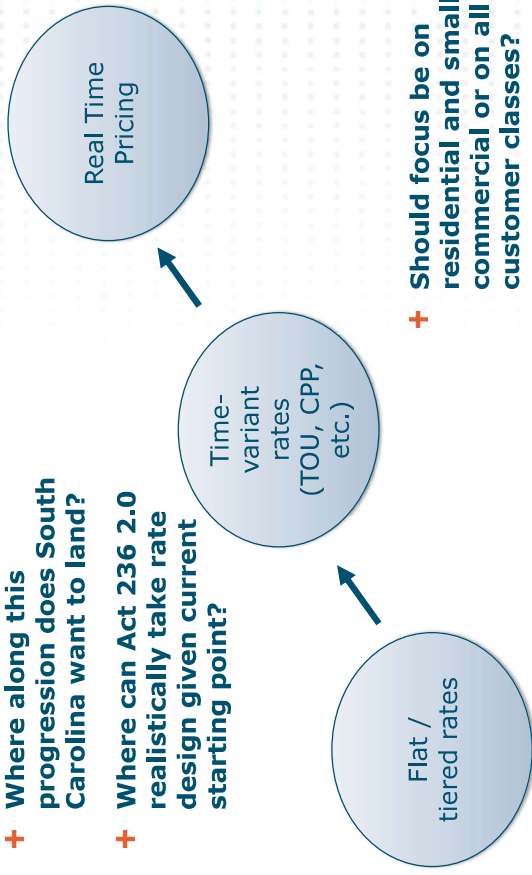 + Where along this
progression does South
Carolina want to land?
+ Where can Act 236 2.0
realistically take rate
design given current
starting point?
Flat /
tiered rates
Time-
variant
rates
(TOU, CPP,
etc.)
Real Time
Pricing
+ Should focus be on
residential and small
commercial or on all
customer classes?